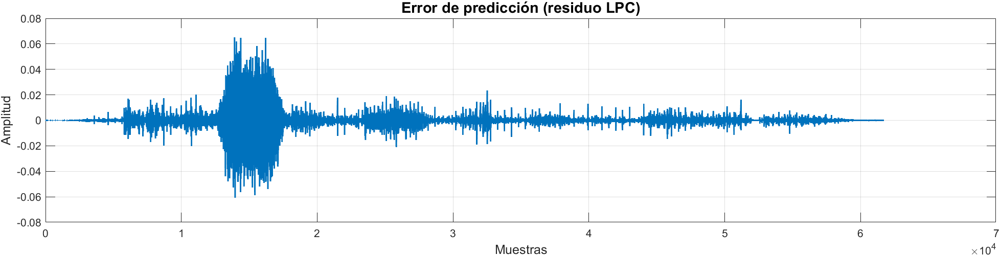 Error de predicción (residuo LPC)
Amplitud
0.08
0.06
0.04
0.02
0
-0.02
-0.04
-0.06
-0.08
0 1 2 3 4 5 6 7
Muestras
×10^4